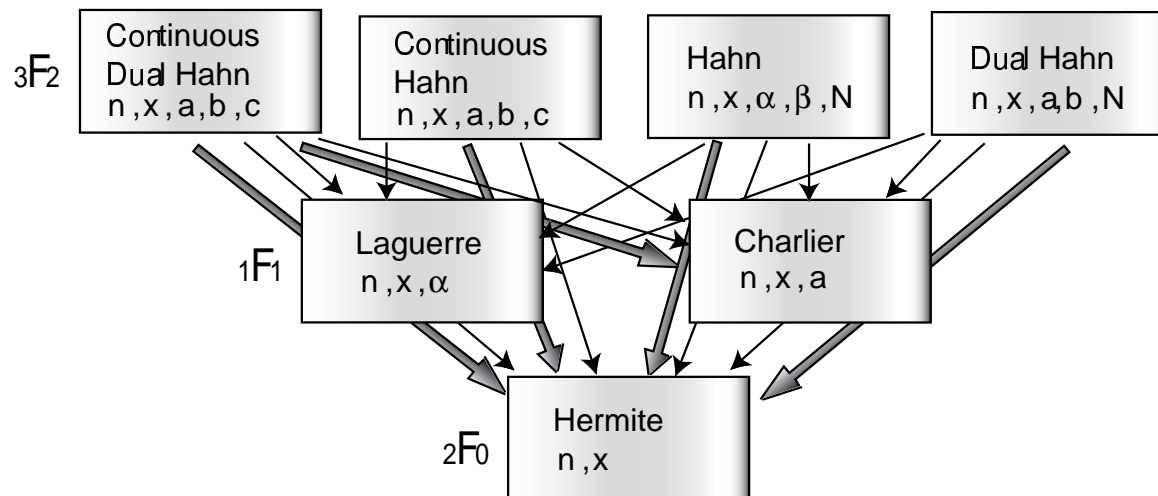 3F2
Continuous
Dual Hahn
n ,x,a,b,c
Continuous
Hahn
n ,x,a,b,c
Hahn
n ,x,α,β,N
Dual Hahn
n ,x,a,b,N
1F1
Laguerre
n ,x,α
Charlier
n ,x,a
2F0
Hermite
n ,x